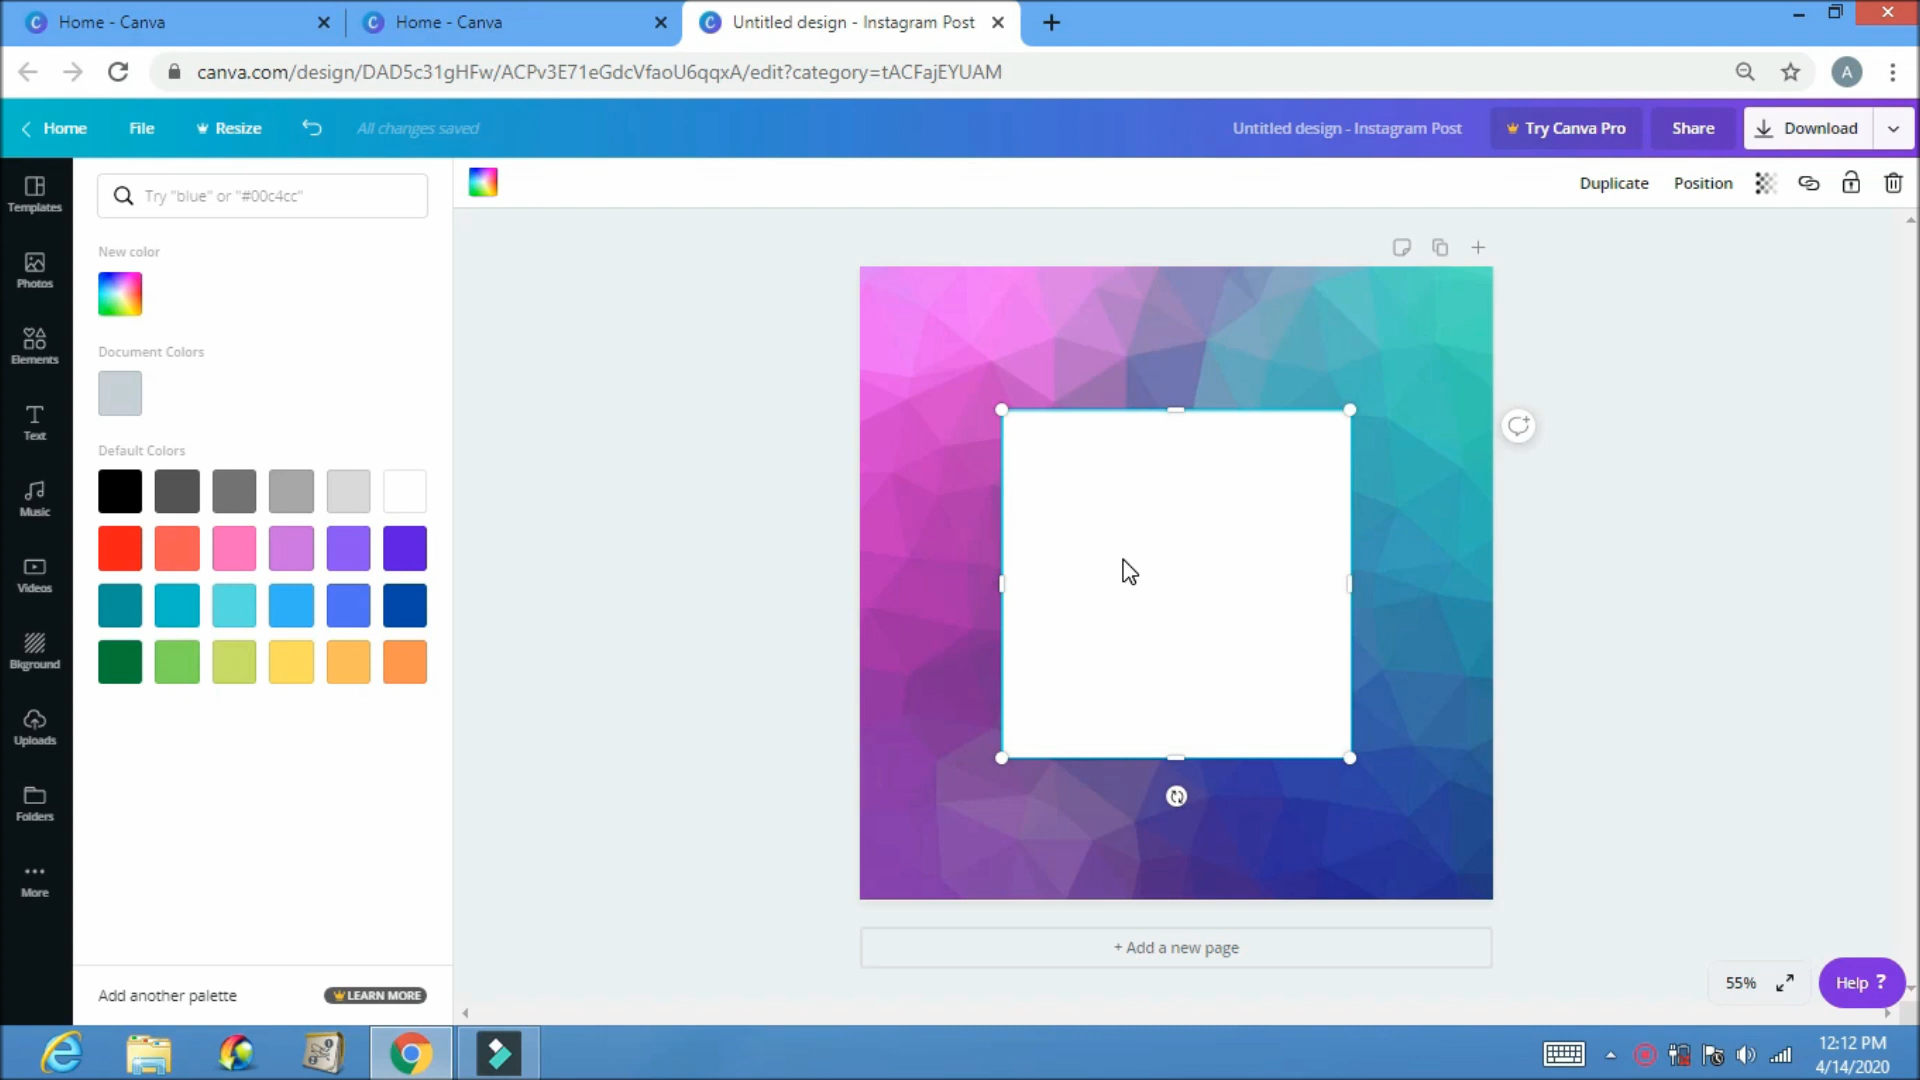 Home - Canva
Home - Canva
Untitled design - Instagram Post
canva.com/design/DAD5c31gHFw/ACPv3E71eGdcVfaoU6qqxA/edit?category=tACFajEYUAM
A
Home
File
Resize
All changes saved
Untitled design - Instagram Post
Try Canva Pro
Share
Download
Templates
Photos
Elements
Text
Music
Videos
Bkground
Uploads
Folders
More
Try "blue" or "#00c4cc"
New color
Document Colors
Default Colors
Add another palette
LEARN MORE
Duplicate
Position
+ Add a new page
55%
Help ?
12:12 PM
4/14/2020